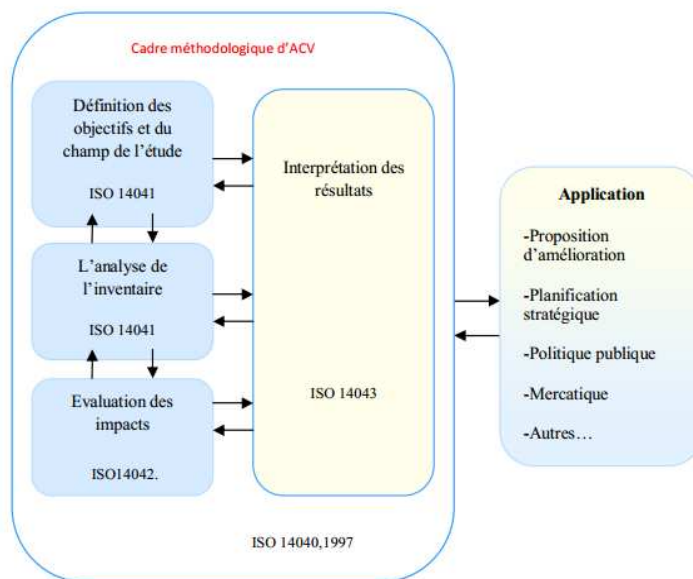 Cadre méthodologique d'ACV
Définition des
objectifs et du
champ de l'étude
ISO 14041
L'analyse de
l'inventaire
ISO 14041
Evaluation des
impacts
ISO14042.
Interprétation des
résultats
ISO 14043
ISO 14040,1997
Application
-Proposition
d'amélioration
-Planification
stratégique
-Politique publique
-Mercatique
-Autres…